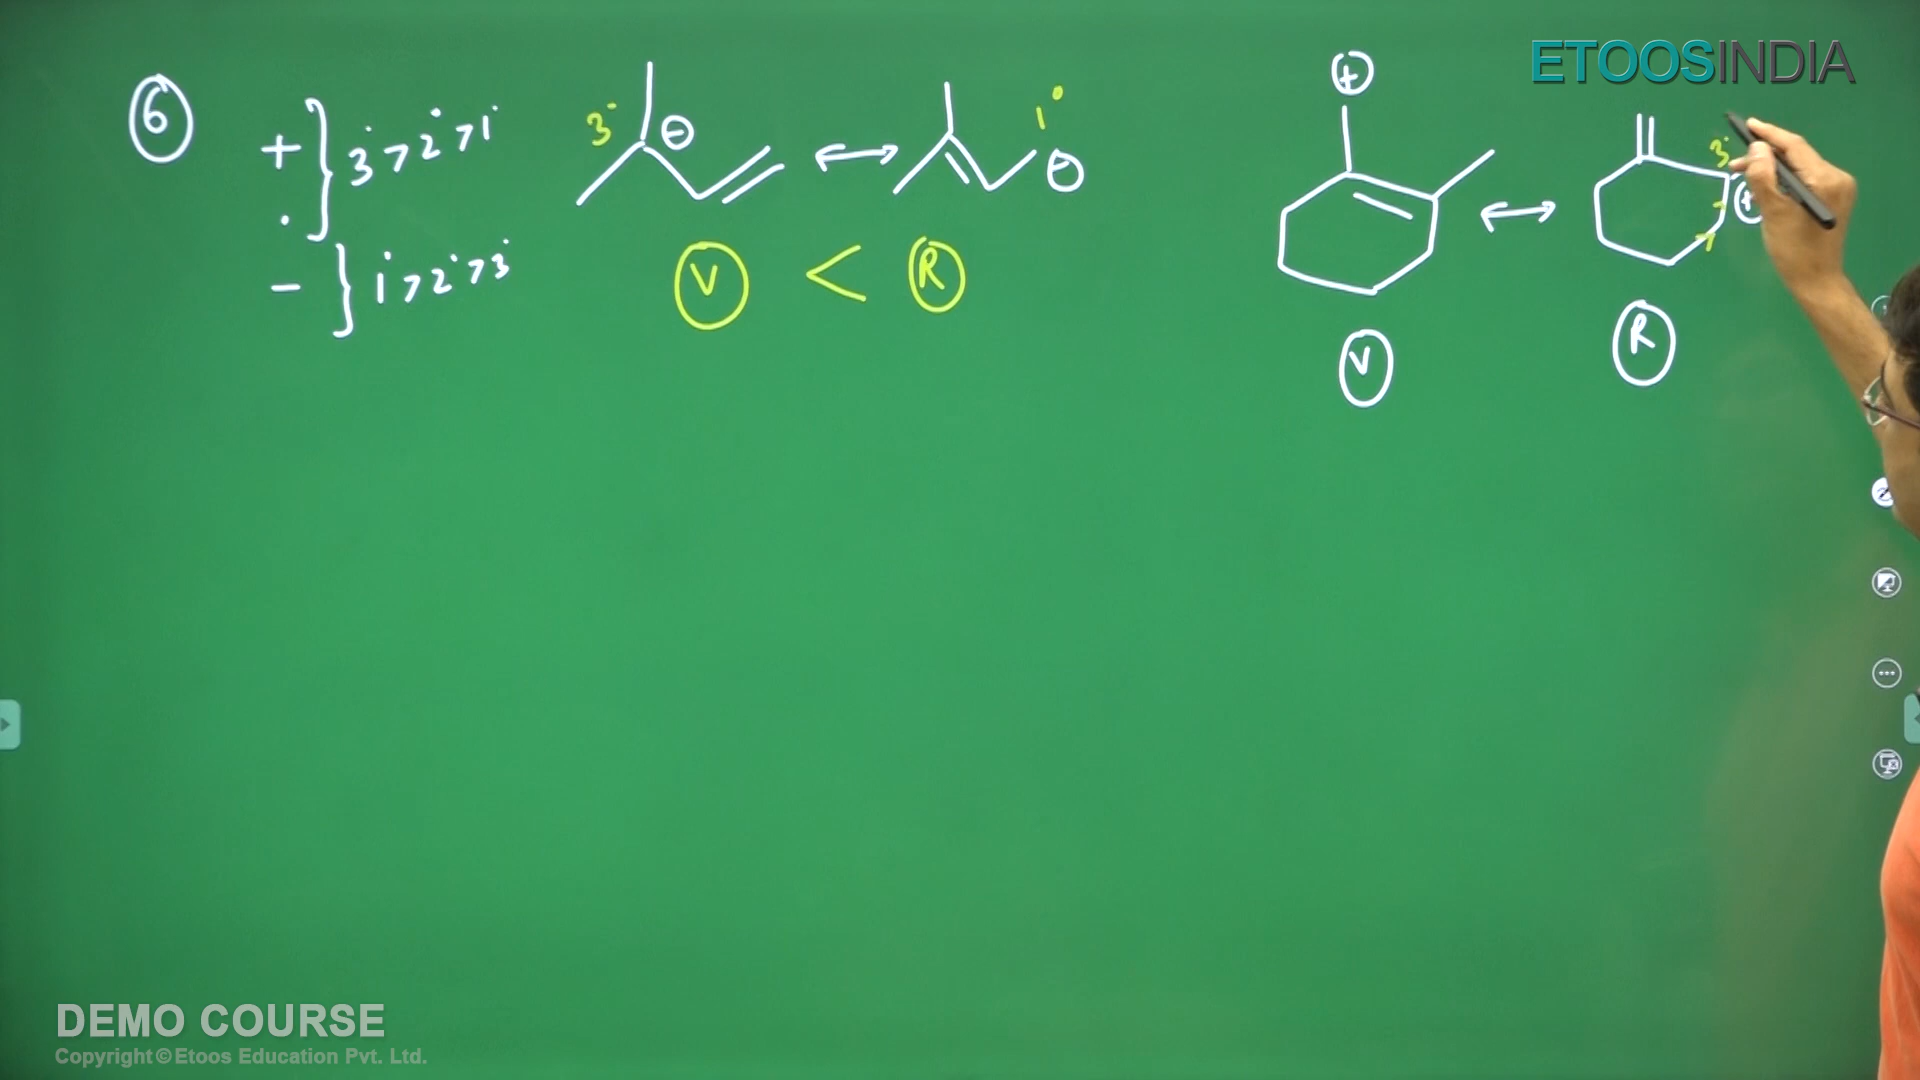 ETOOSINDIA
6
+ } 3° > 2° > 1°
·
- } 1° > 2° > 3°
3° ⊖ ↔ 1° ⊖
V < R
⊕ ↔ 3° ⊕
V R
DEMO COURSE
Copyright © Etoos Education Pvt. Ltd.